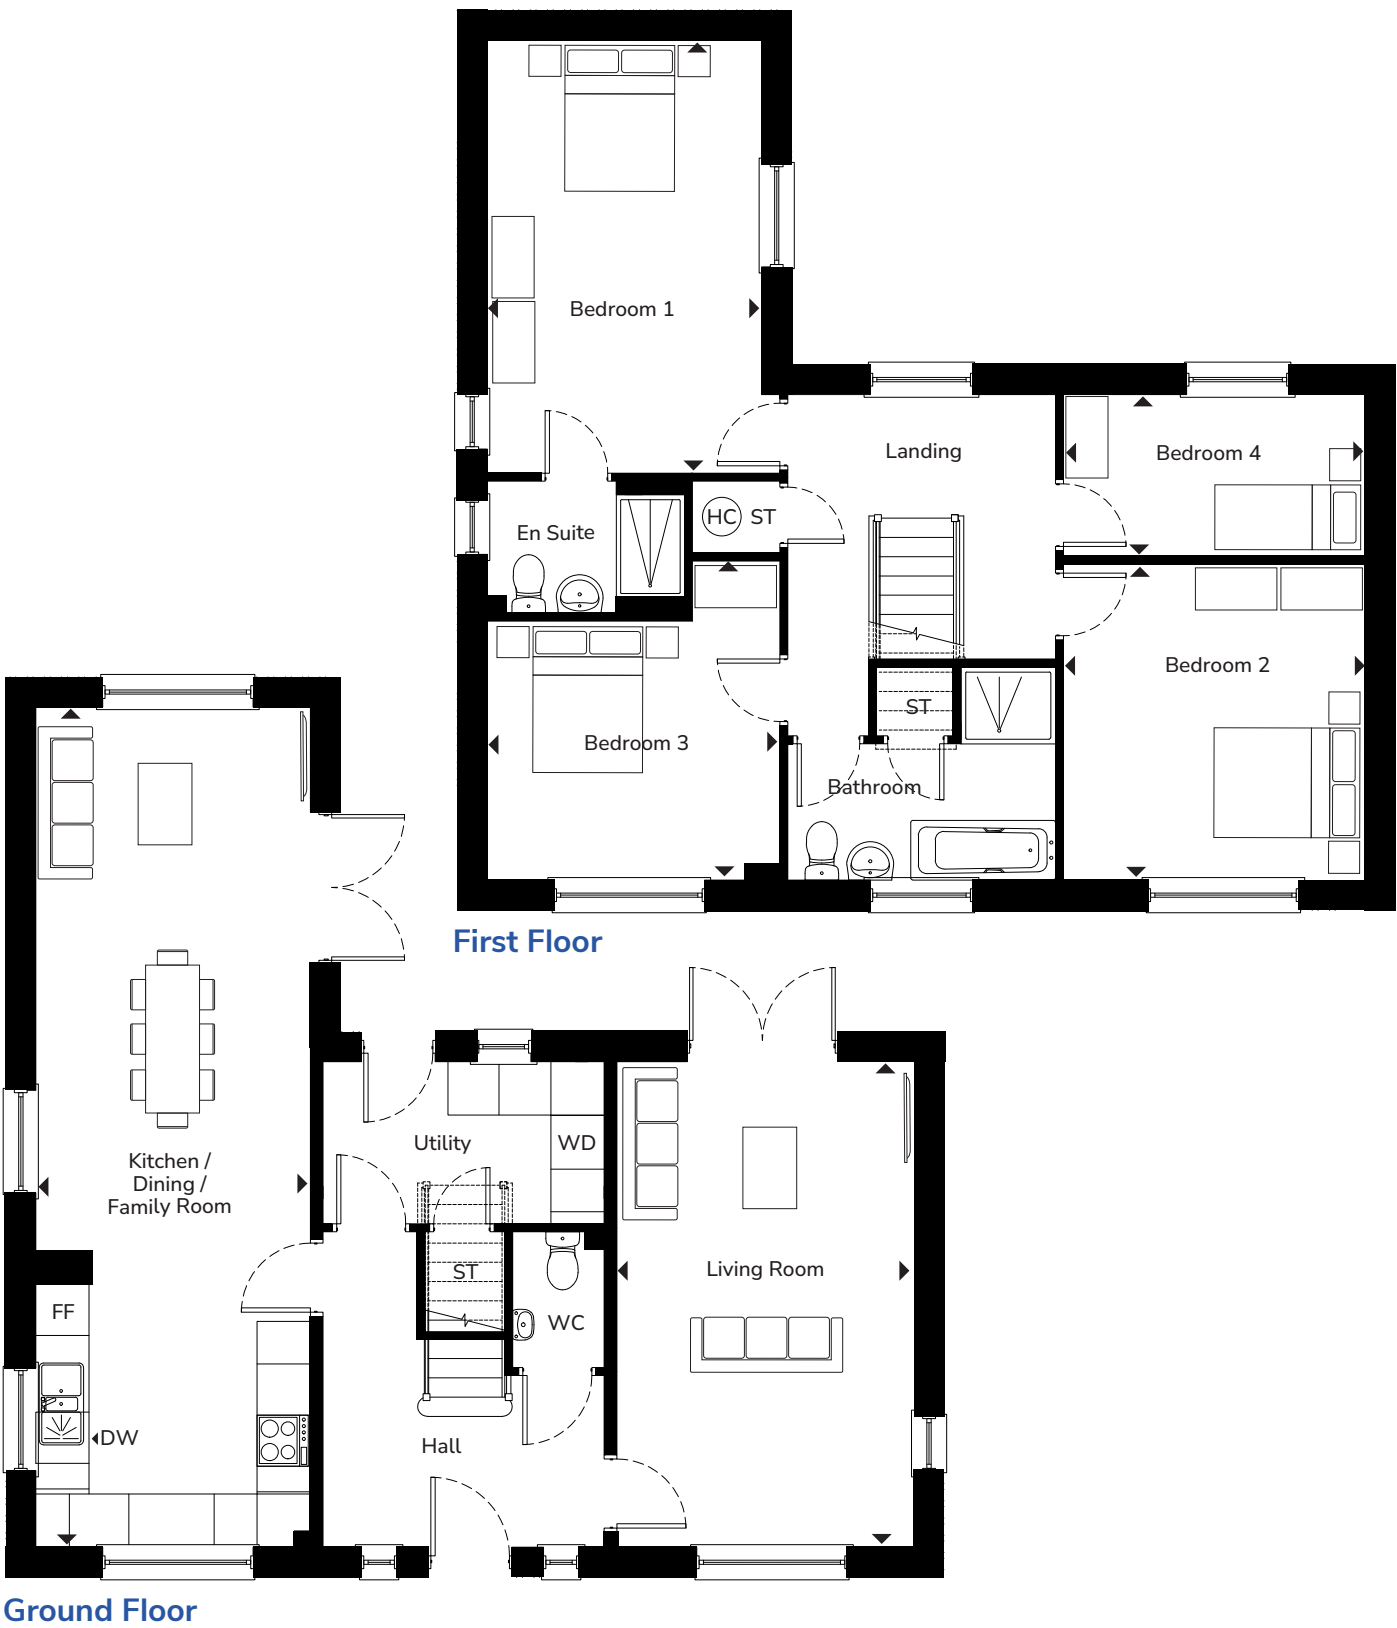 Bedroom 1
Landing
Bedroom 4
HC
ST
En Suite
Bedroom 2
ST
Bedroom 3
Bathroom
First Floor
Utility
WD
Kitchen /
Dining /
Family Room
ST
Living Room
FF
WC
DW
Hall
Ground Floor